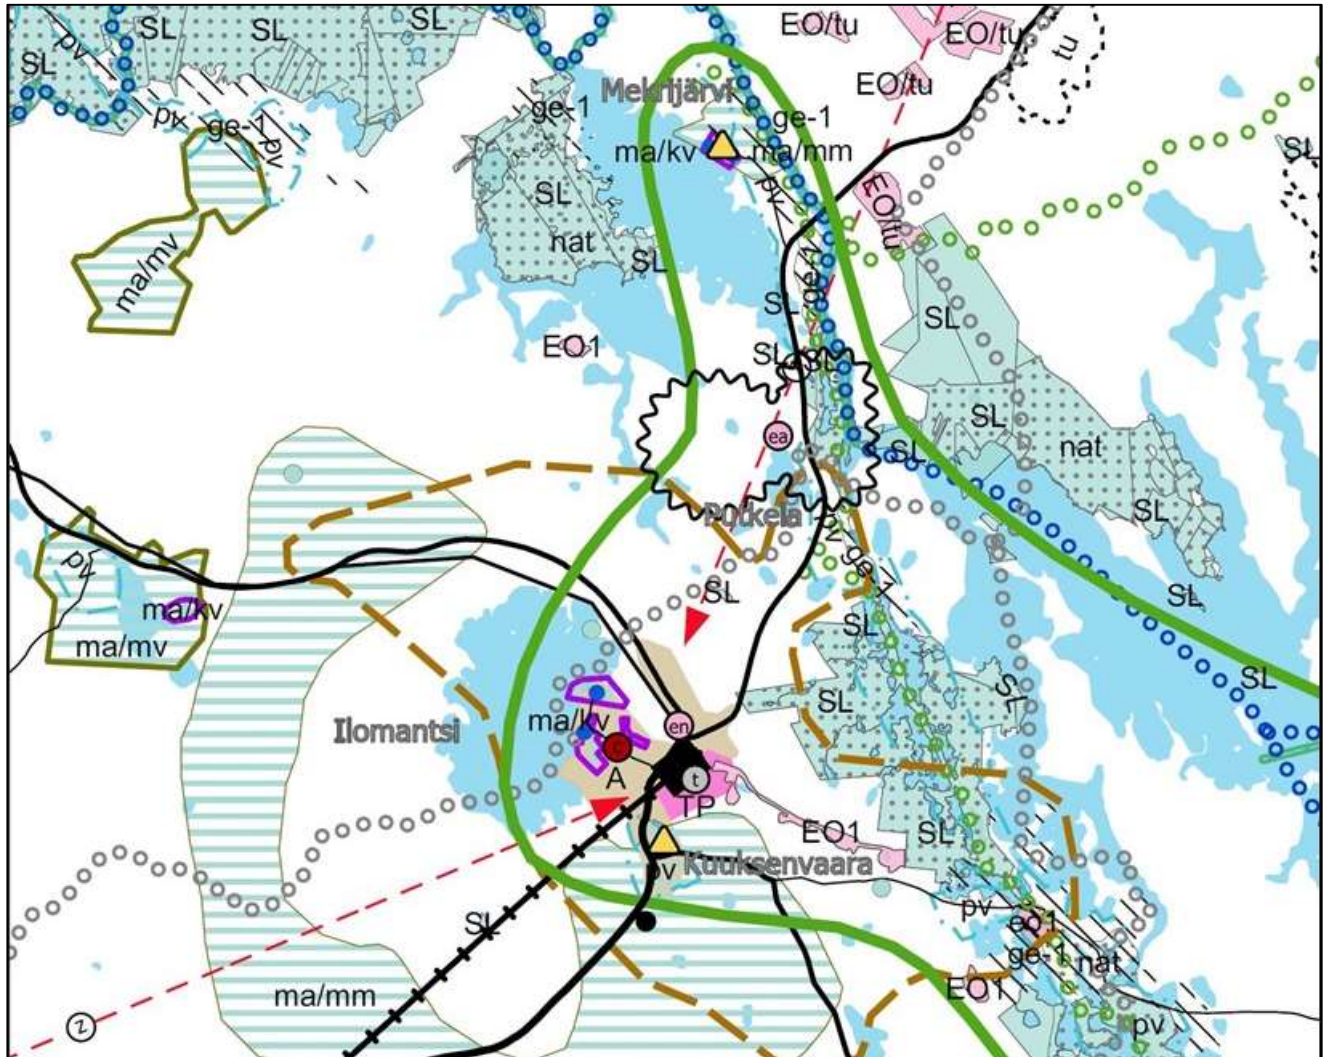 SL
SL
SL
EO/tu
EO/tu
tu
pv
SL
EO/tu
Mekrijärvi
ge-1
ge-1
pv
ge-1
pv
ma/kv
ma/mm
SL
SL
pv
EO/tu
nat
SL
ma/mv
ge-1
SL
SL
EO1
SL
SL
SL
nat
ea
SL
SL
Putkela
pv
ge-1
pv
SL
SL
ma/kv
ma/mv
SL
SL
SL
SL
ma/kv
en
Ilomantsi
G
A
t
TP
EO1
SL
Kuuksenvaara
pv
pv
SL
eo1
ge-1
nat
EO1
ma/mm
z
pv